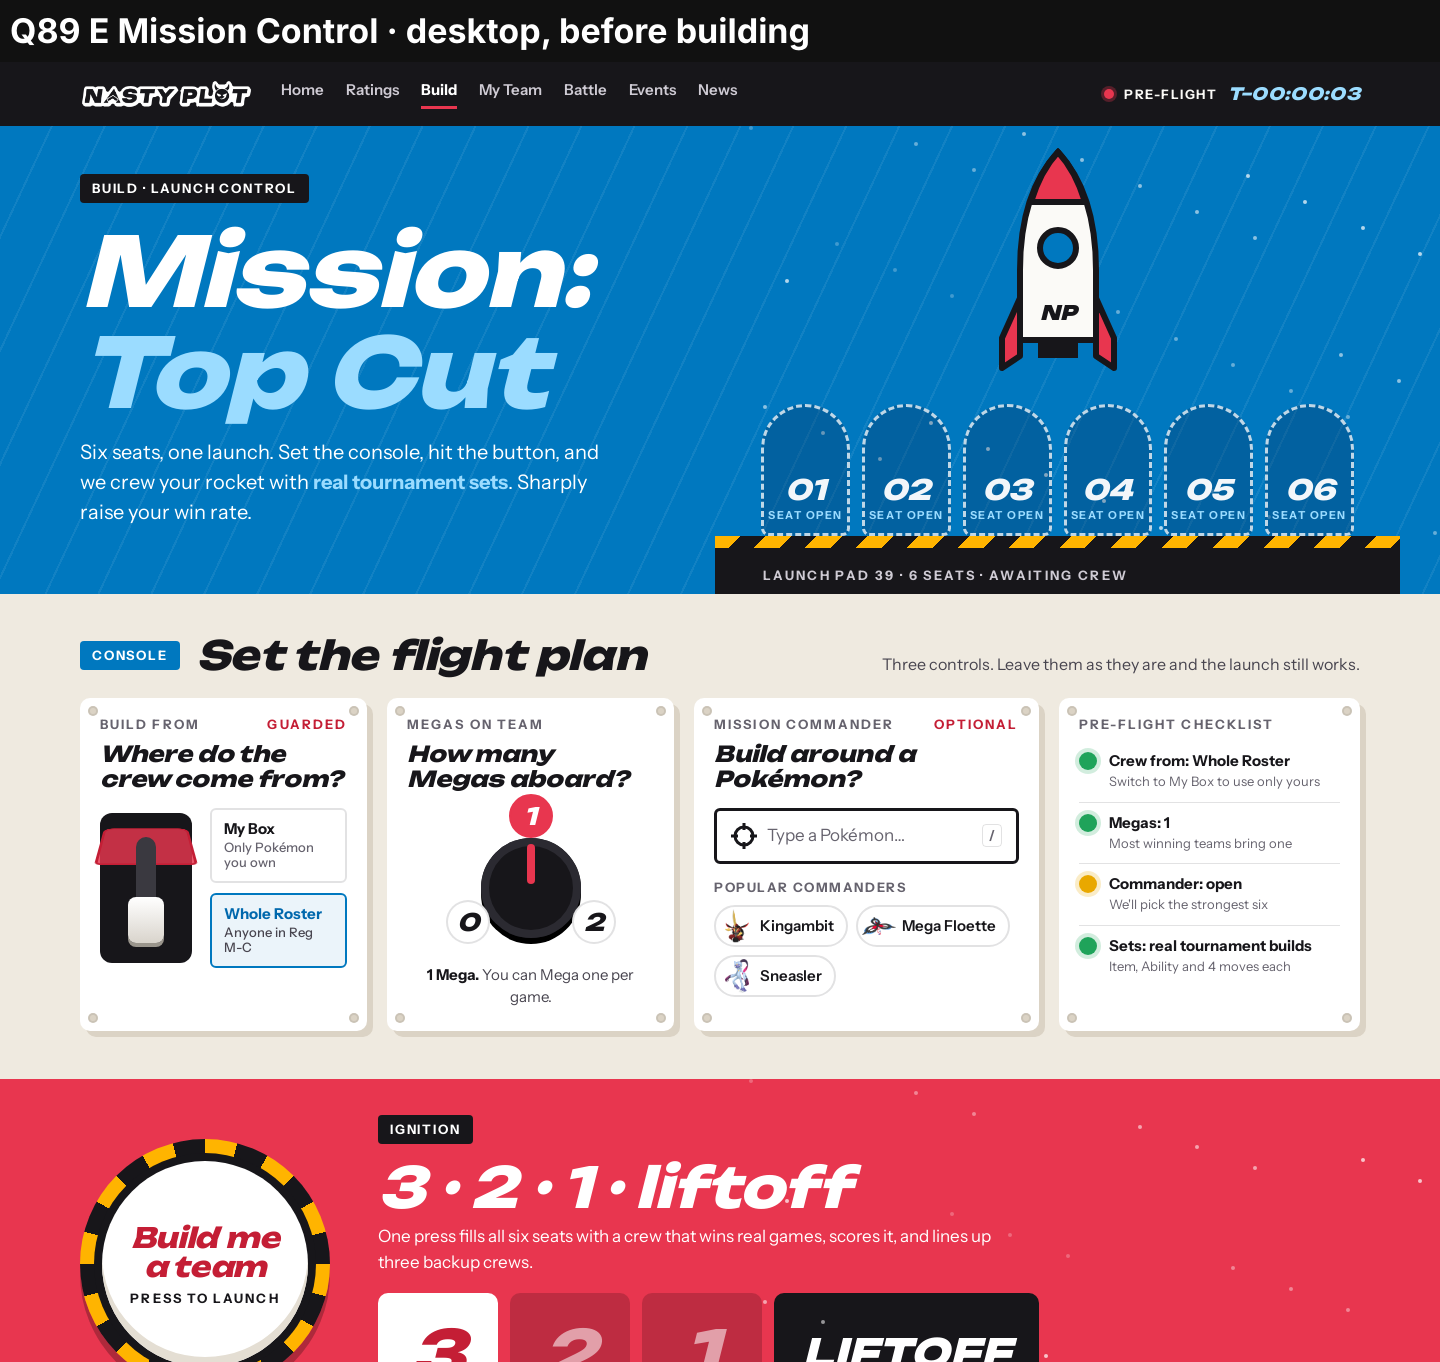 Q89 E Mission Control · desktop, before building
NASTY PLOT
Home Ratings Build My Team Battle Events News
PRE-FLIGHT T-00:00:03
BUILD · LAUNCH CONTROL
Mission:
Top Cut
Six seats, one launch. Set the console, hit the button, and
we crew your rocket with real tournament sets. Sharply
raise your win rate.
NP
01 02 03 04 05 06
SEAT OPEN SEAT OPEN SEAT OPEN SEAT OPEN SEAT OPEN SEAT OPEN
LAUNCH PAD 39 · 6 SEATS · AWAITING CREW
CONSOLE Set the flight plan
Three controls. Leave them as they are and the launch still works.
BUILD FROM GUARDED
Where do the
crew come from?
My Box
Only Pokémon
you own
Whole Roster
Anyone in Reg
M-C
MEGAS ON TEAM
How many
Megas aboard?
1
0 2
1 Mega. You can Mega one per
game.
MISSION COMMANDER OPTIONAL
Build around a
Pokémon?
Type a Pokémon... /
POPULAR COMMANDERS
Kingambit Mega Floette
Sneasler
PRE-FLIGHT CHECKLIST
Crew from: Whole Roster
Switch to My Box to use only yours
Megas: 1
Most winning teams bring one
Commander: open
We'll pick the strongest six
Sets: real tournament builds
Item, Ability and 4 moves each
Build me
a team
PRESS TO LAUNCH
IGNITION
3 · 2 · 1 · liftoff
One press fills all six seats with a crew that wins real games, scores it, and lines up
three backup crews.
3 2 1 LIFTOFF